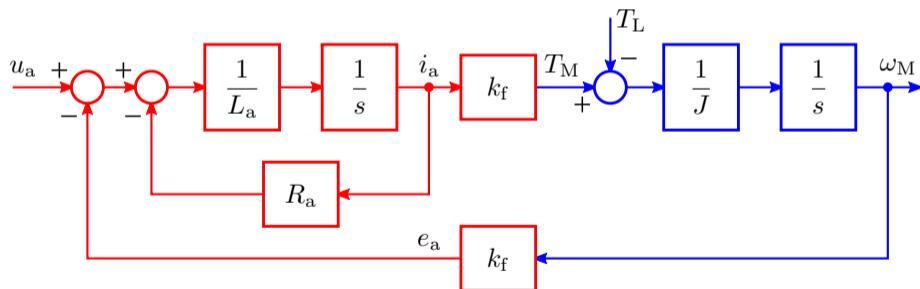 T_L
u_a + + 1/L_a 1/s i_a k_f T_M − 1/J 1/s ω_M
− − +
R_a
e_a k_f